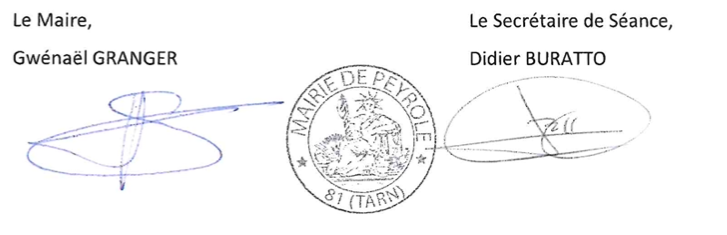 Le Maire,
Gwénaël GRANGER
Le Secrétaire de Séance,
Didier BURATTO
MAIRIE DE PEYROLE
81 (TARN)